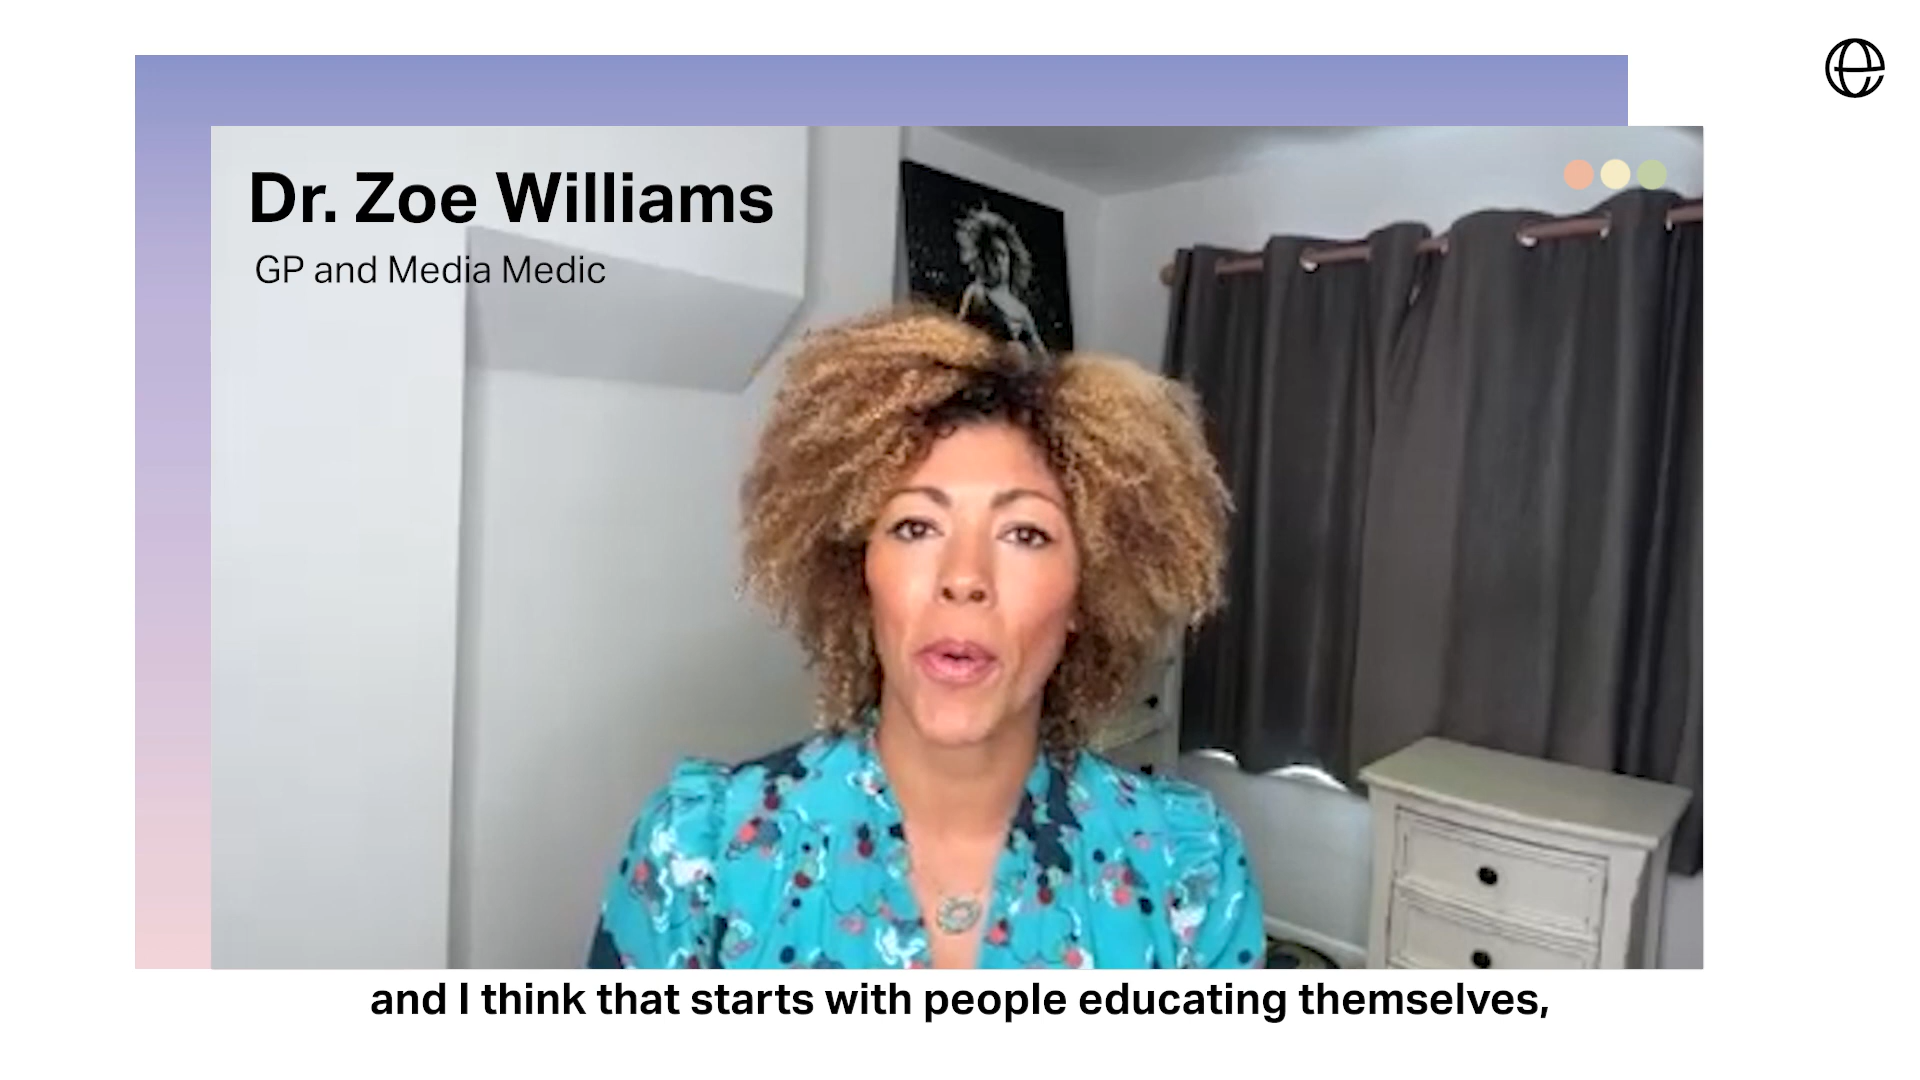 Dr. Zoe Williams
GP and Media Medic
and I think that starts with people educating themselves,